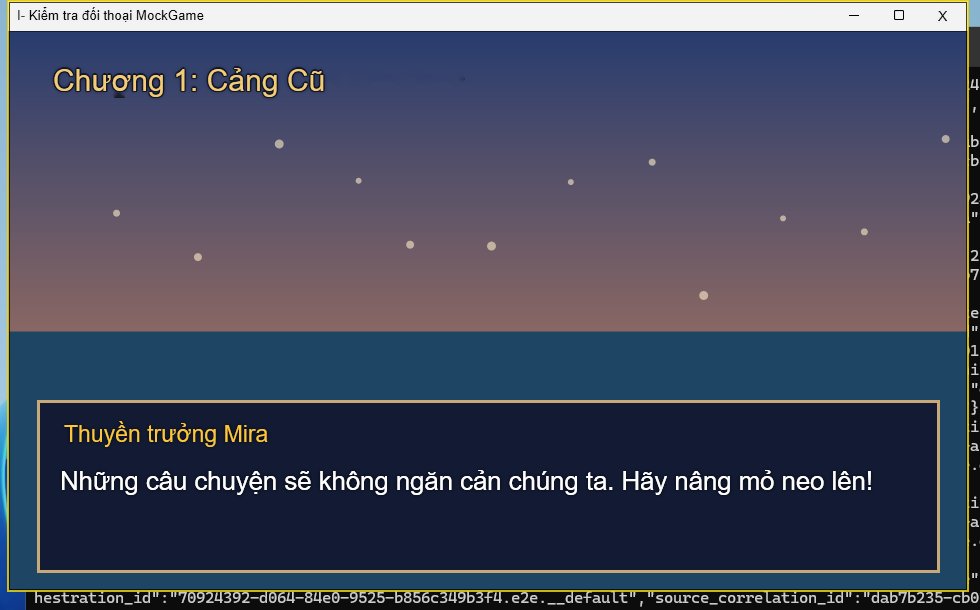 I- Kiểm tra đối thoại MockGame
Chương 1: Cảng Cũ
Thuyền trưởng Mira
Những câu chuyện sẽ không ngăn cản chúng ta. Hãy nâng mỏ neo lên!
hestration_id":"70924392-d064-84e0-9525-b856c349b3f4.e2e.__default","source_correlation_id":"dab7b235-cb6